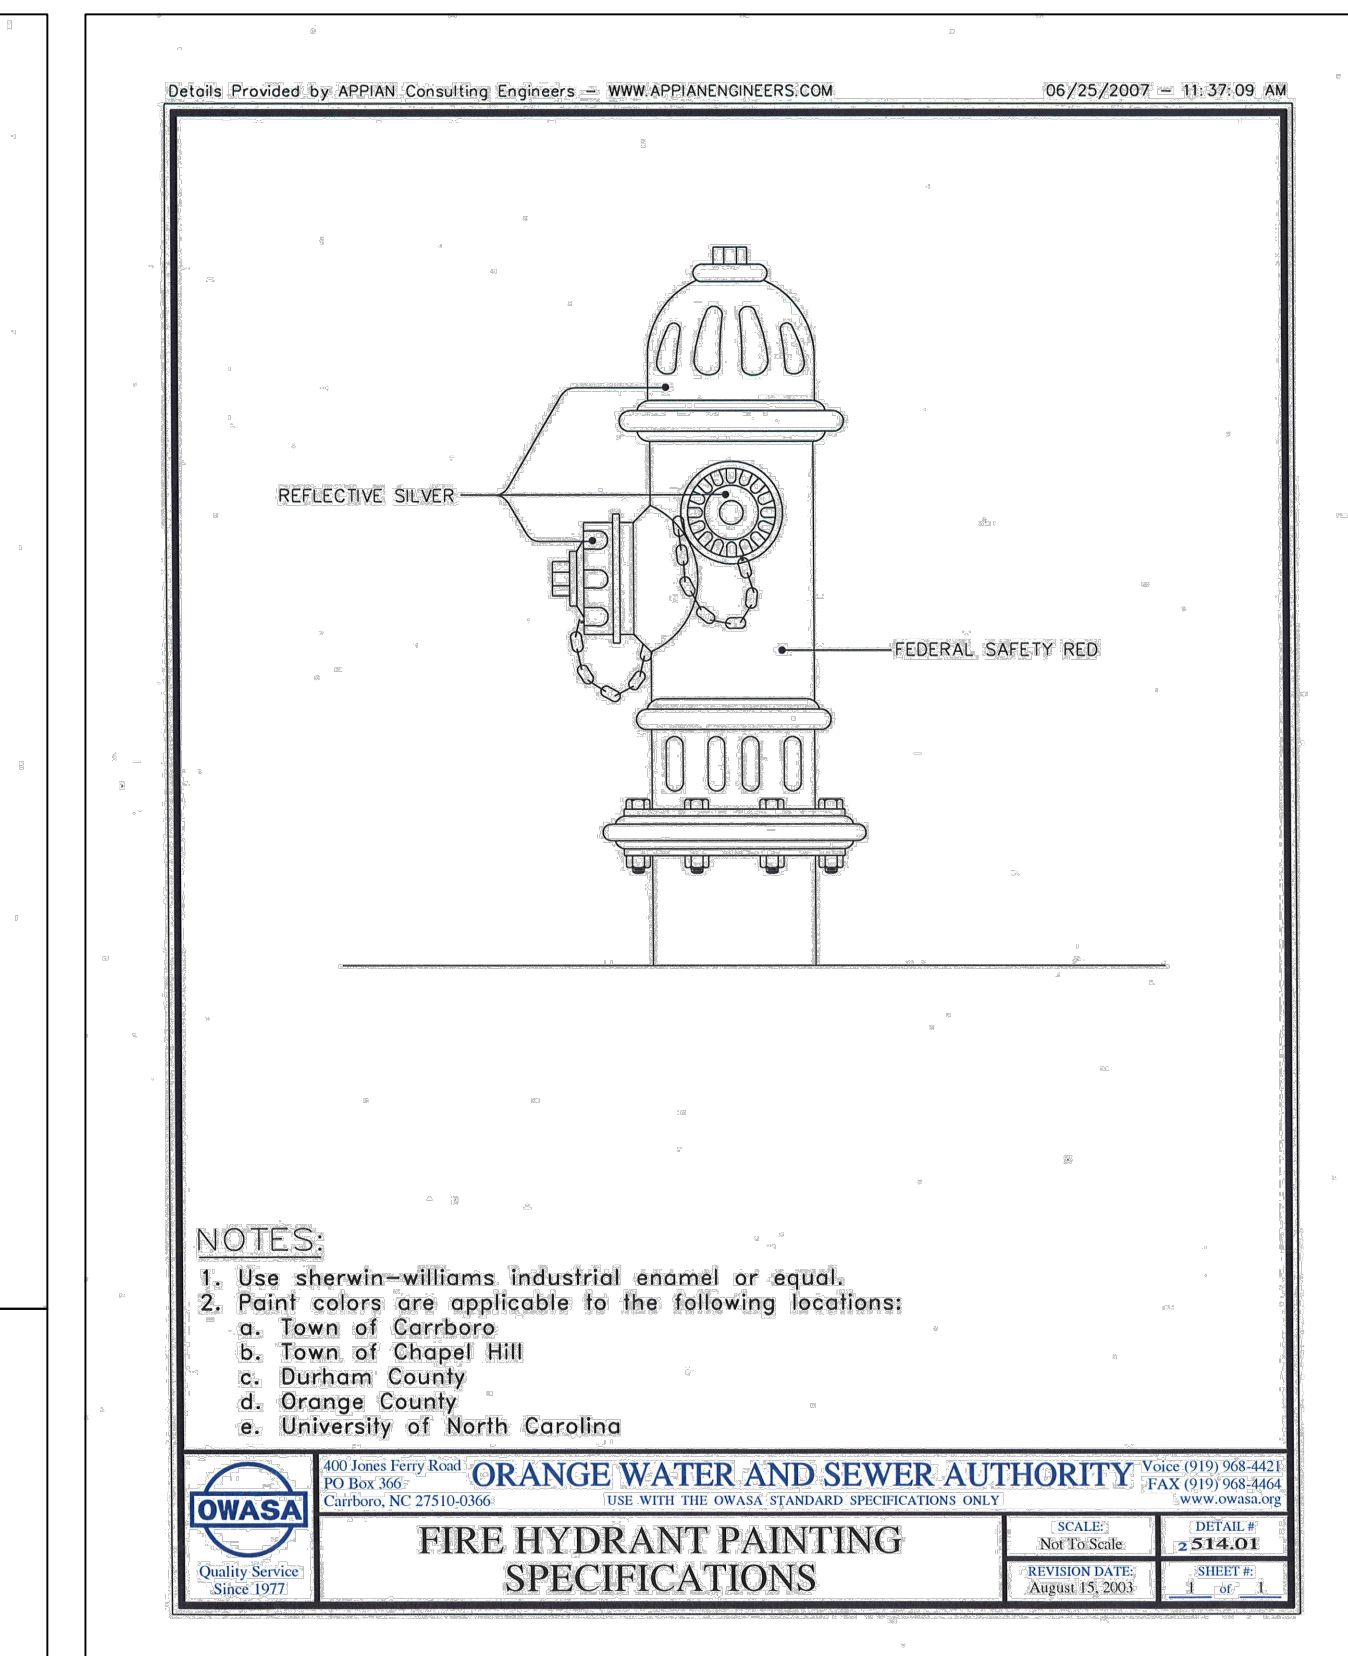 Details Provided by APPIAN Consulting Engineers - WWW.APPIANENGINEERS.COM
06/25/2007 - 11:37:09 AM
REFLECTIVE SILVER
FEDERAL SAFETY RED
NOTES:
1. Use sherwin-williams industrial enamel or equal.
2. Paint colors are applicable to the following locations:
a. Town of Carrboro
b. Town of Chapel Hill
c. Durham County
d. Orange County
e. University of North Carolina
OWASA
Quality Service
Since 1977
400 Jones Ferry Road
PO Box 366
Carrboro, NC 27510-0366
ORANGE WATER AND SEWER AUTHORITY
USE WITH THE OWASA STANDARD SPECIFICATIONS ONLY
Voice (919) 968-4421
FAX (919) 968-4464
www.owasa.org
FIRE HYDRANT PAINTING
SPECIFICATIONS
SCALE:
Not To Scale
REVISION DATE:
August 15, 2003
DETAIL #
2 514.01
SHEET #:
1 of 1